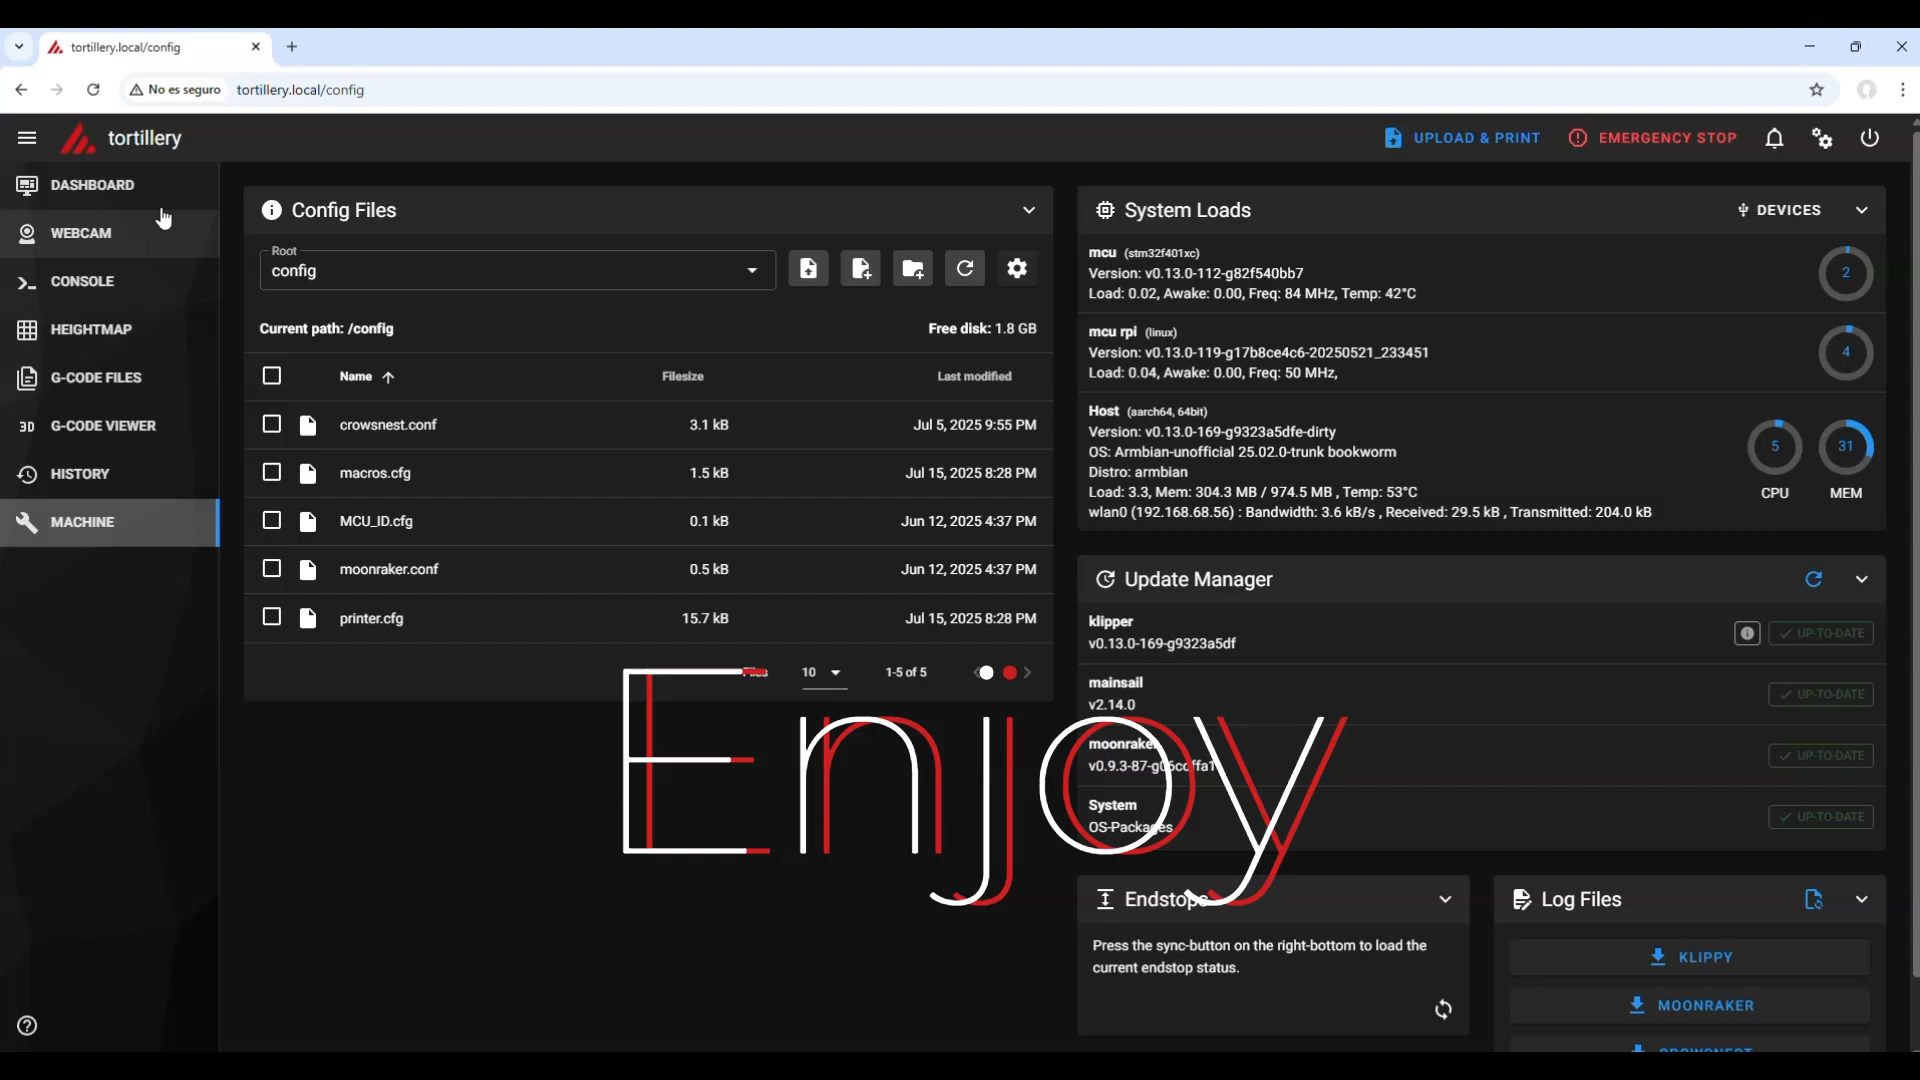 tortillery.local/config
No es seguro
tortillery.local/config
tortillery
UPLOAD & PRINT
EMERGENCY STOP
DASHBOARD
WEBCAM
CONSOLE
HEIGHTMAP
G-CODE FILES
3D G-CODE VIEWER
HISTORY
MACHINE
Config Files
Root
config
Current path: /config
Free disk: 1.8 GB
Name Filesize Last modified
crowsnest.conf 3.1 kB Jul 5, 2025 9:55 PM
macros.cfg 1.5 kB Jul 15, 2025 8:28 PM
MCU_ID.cfg 0.1 kB Jun 12, 2025 4:37 PM
moonraker.conf 0.5 kB Jun 12, 2025 4:37 PM
printer.cfg 15.7 kB Jul 15, 2025 8:28 PM
Files 10 1-5 of 5
System Loads
DEVICES
mcu (stm32f401xc)
Version: v0.13.0-112-g82f540bb7
Load: 0.02, Awake: 0.00, Freq: 84 MHz, Temp: 42°C
2
mcu rpi (linux)
Version: v0.13.0-119-g17b8ce4c6-20250521_233451
Load: 0.04, Awake: 0.00, Freq: 50 MHz,
4
Host (aarch64, 64bit)
Version: v0.13.0-169-g9323a5dfe-dirty
OS: Armbian-unofficial 25.02.0-trunk bookworm
Distro: armbian
Load: 3.3, Mem: 304.3 MB / 974.5 MB , Temp: 53°C
wlan0 (192.168.68.56) : Bandwidth: 3.6 kB/s , Received: 29.5 kB , Transmitted: 204.0 kB
5 31
CPU MEM
Update Manager
klipper
v0.13.0-169-g9323a5df
UP-TO-DATE
mainsail
v2.14.0
UP-TO-DATE
moonraker
UP-TO-DATE
System
OS-Packages
UP-TO-DATE
Enjoy
Endstops
Press the sync-button on the right-bottom to load the
current endstop status.
Log Files
KLIPPY
MOONRAKER